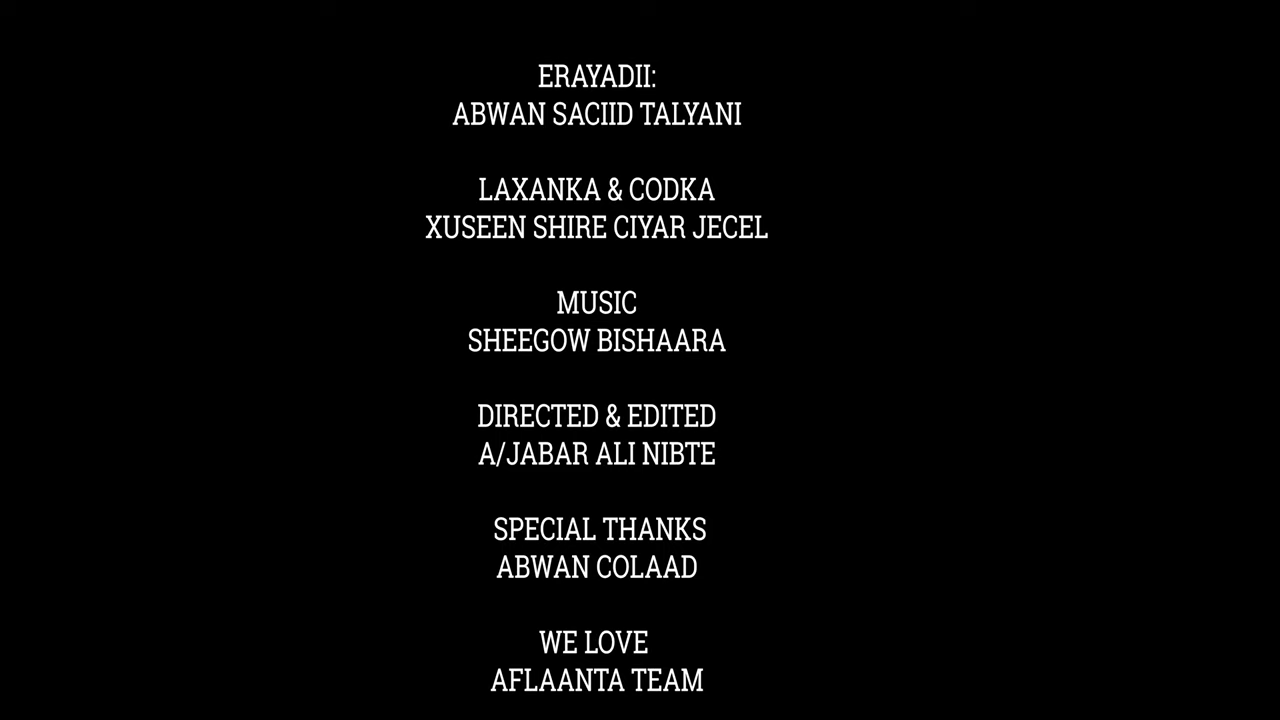 ERAYADII:
ABWAN SACIID TALYANI
LAXANKA & CODKA
XUSEEN SHIRE CIYAR JECEL
MUSIC
SHEEGOW BISHAARA
DIRECTED & EDITED
A/JABAR ALI NIBTE
SPECIAL THANKS
ABWAN COLAAD
WE LOVE
AFLAANTA TEAM